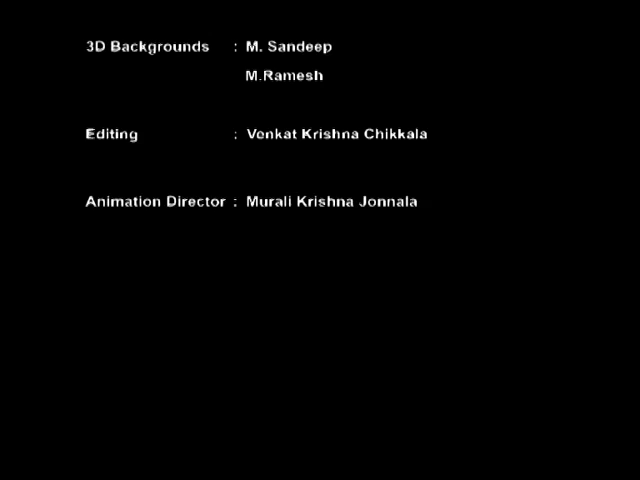 3D Backgrounds : M. Sandeep
M.Ramesh
Editing : Venkat Krishna Chikkala
Animation Director : Murali Krishna Jonnala